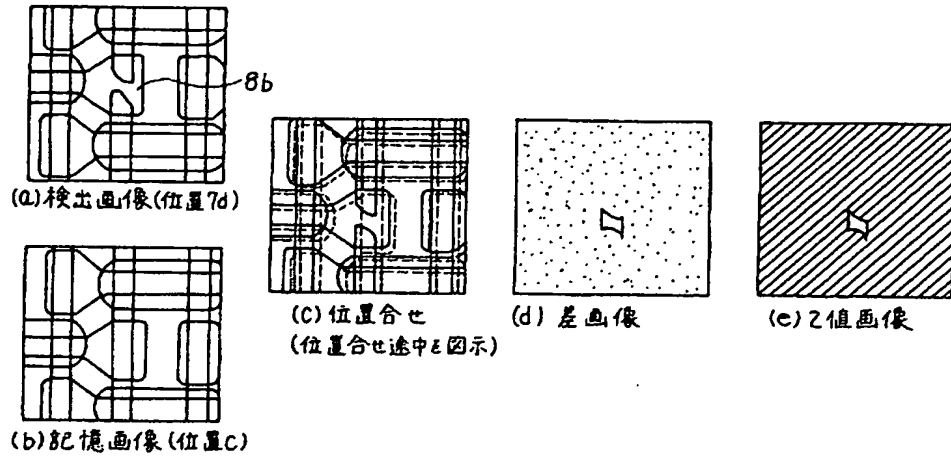 8b
(a)検出画像(位置7d)
(b)記憶画像(位置C)
(c)位置合せ
(位置合せ途中を図示)
(d)差画像
(e)2値画像